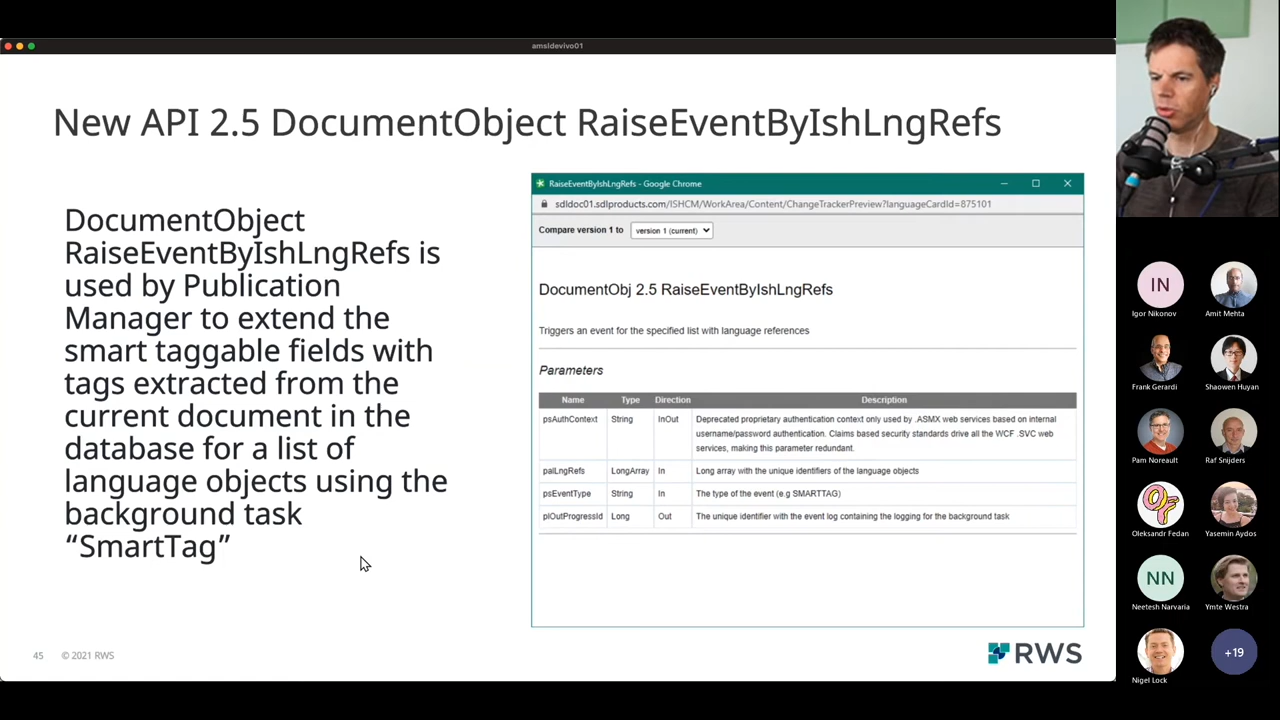 amsldevivo01
New API 2.5 DocumentObject RaiseEventByIshLngRefs
DocumentObject
RaiseEventByIshLngRefs is
used by Publication
Manager to extend the
smart taggable fields with
tags extracted from the
current document in the
database for a list of
language objects using the
background task
“SmartTag”
RaiseEventByIshLngRefs - Google Chrome
sdldoc01.sdlproducts.com/ISHCM/WorkArea/Content/ChangeTrackerPreview?languageCardId=875101
Compare version 1 to version 1 (current)
DocumentObj 2.5 RaiseEventByIshLngRefs
Triggers an event for the specified list with language references
Parameters
Name Type Direction Description
psAuthContext String InOut Deprecated proprietary authentication context only used by .ASMX web services based on internal
username/password authentication. Claims based security standards drive all the WCF .SVC web
services, making this parameter redundant.
palLngRefs LongArray In Long array with the unique identifiers of the language objects
psEventType String In The type of the event (e.g SMARTTAG)
plOutProgressId Long Out The unique identifier with the event log containing the logging for the background task
45 © 2021 RWS
RWS
IN
Igor Nikonov Amit Mehta
Frank Gerardi Shaowen Huyan
Pam Noreault Raf Snijders
OF
Oleksandr Fedan Yasemin Aydos
NN
Neetesh Narvaria Ymte Westra
+19
Nigel Lock